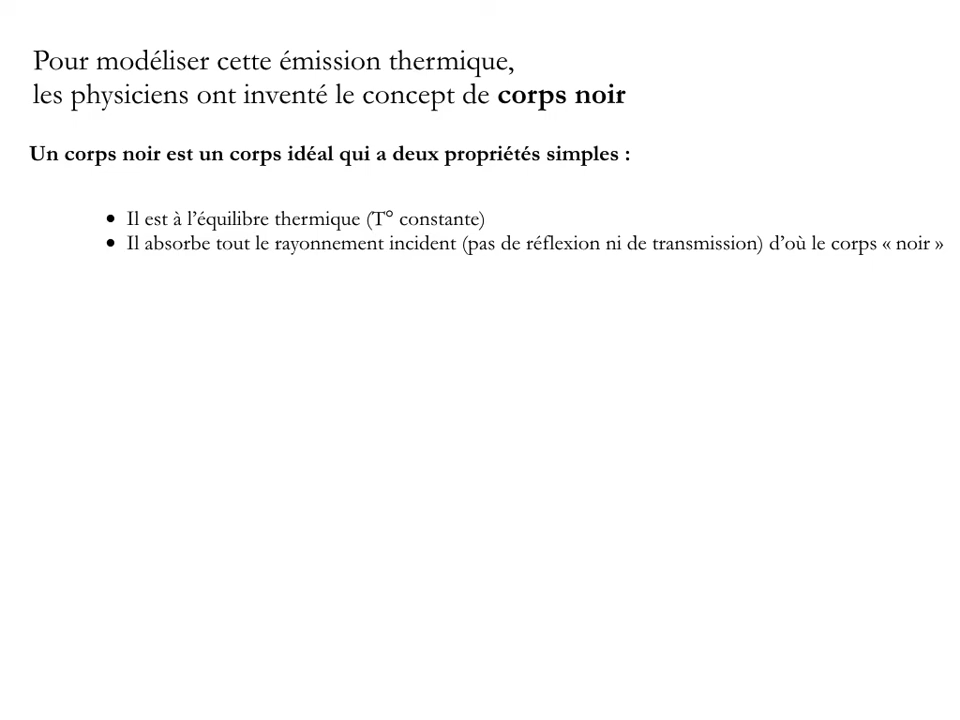 Pour modéliser cette émission thermique,
les physiciens ont inventé le concept de corps noir
Un corps noir est un corps idéal qui a deux propriétés simples :
• Il est à l’équilibre thermique (T° constante)
• Il absorbe tout le rayonnement incident (pas de réflexion ni de transmission) d’où le corps « noir »